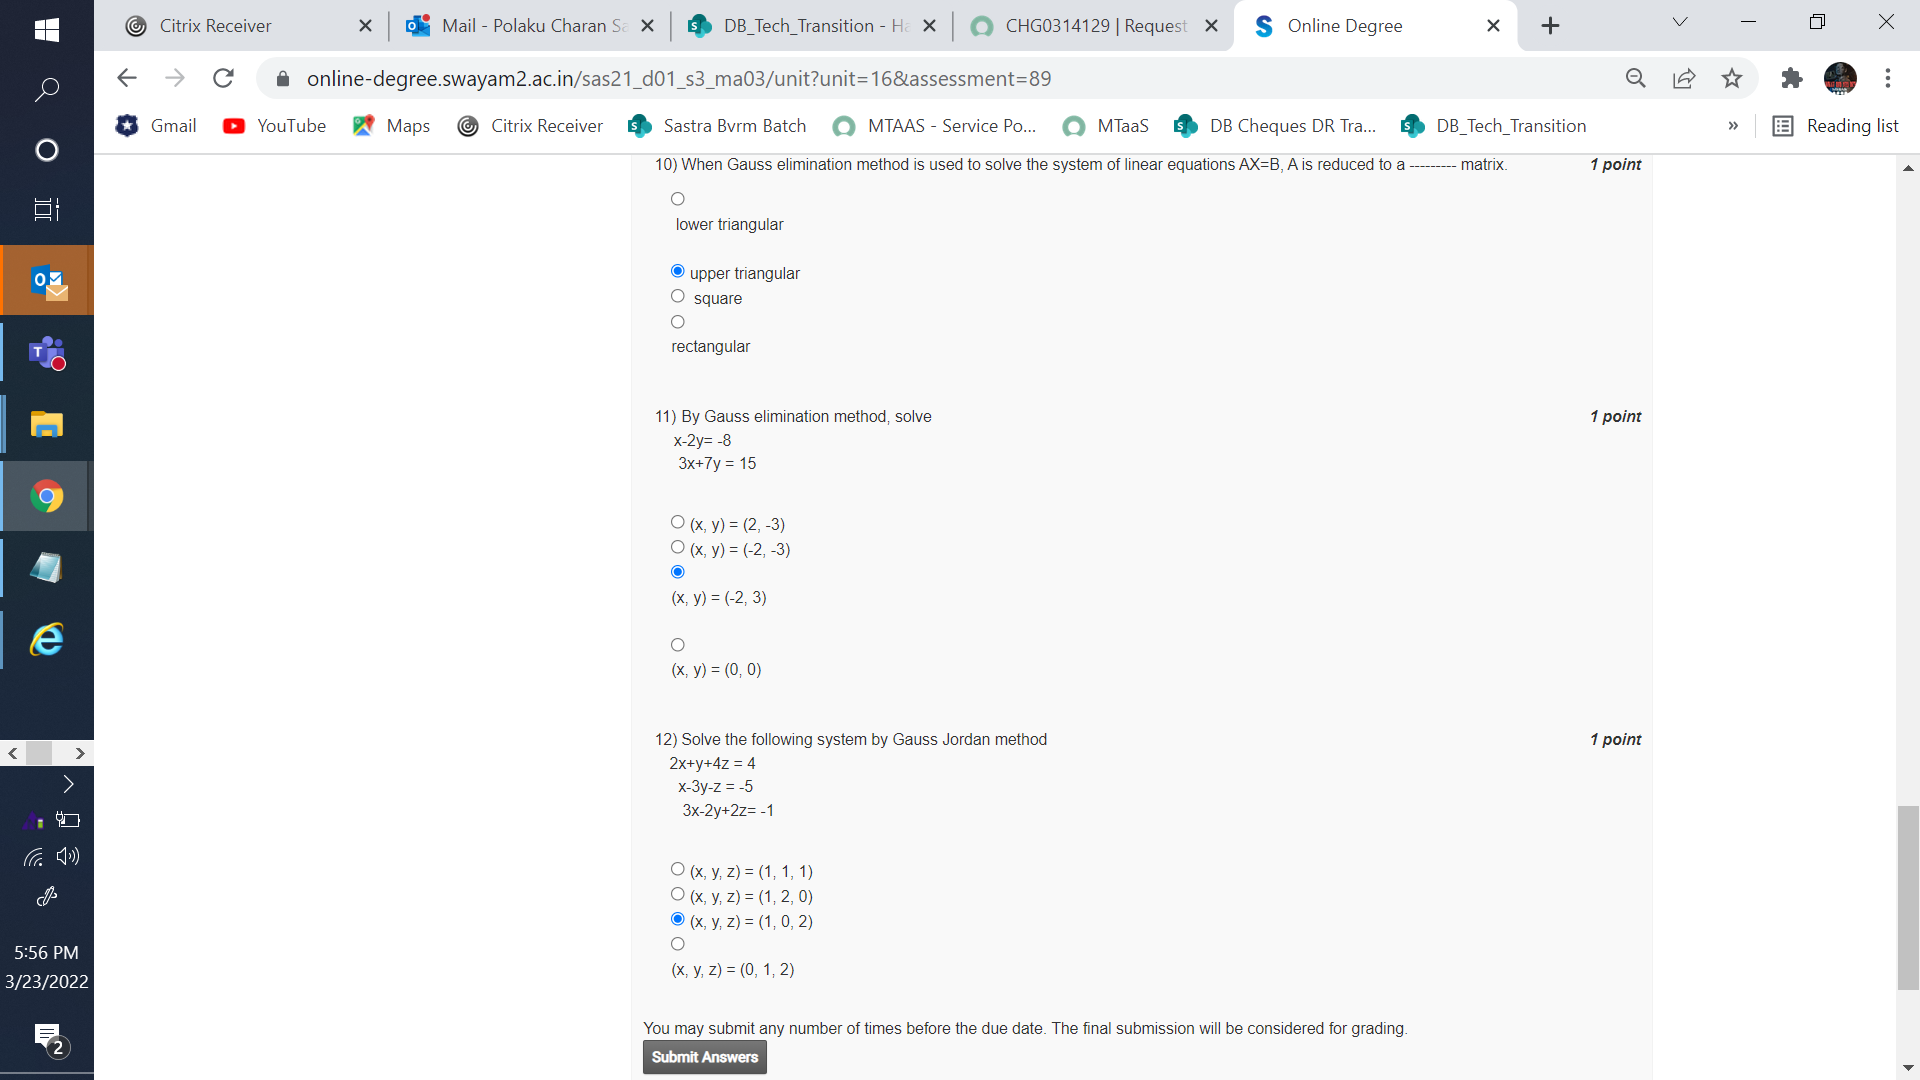 Citrix Receiver
Mail - Polaku Charan Sa
DB_Tech_Transition - Ha
CHG0314129 | Request
Online Degree
online-degree.swayam2.ac.in/sas21_d01_s3_ma03/unit?unit=16&assessment=89
Gmail
YouTube
Maps
Citrix Receiver
Sastra Bvrm Batch
MTAAS - Service Po...
MTaaS
DB Cheques DR Tra...
DB_Tech_Transition
»
Reading list
10) When Gauss elimination method is used to solve the system of linear equations AX=B, A is reduced to a --------- matrix.
1 point
lower triangular
upper triangular
square
rectangular
11) By Gauss elimination method, solve
1 point
x-2y= -8
3x+7y = 15
(x, y) = (2, -3)
(x, y) = (-2, -3)
(x, y) = (-2, 3)
(x, y) = (0, 0)
12) Solve the following system by Gauss Jordan method
1 point
2x+y+4z = 4
x-3y-z = -5
3x-2y+2z= -1
(x, y, z) = (1, 1, 1)
(x, y, z) = (1, 2, 0)
(x, y, z) = (1, 0, 2)
(x, y, z) = (0, 1, 2)
You may submit any number of times before the due date. The final submission will be considered for grading.
Submit Answers
5:56 PM
3/23/2022
2